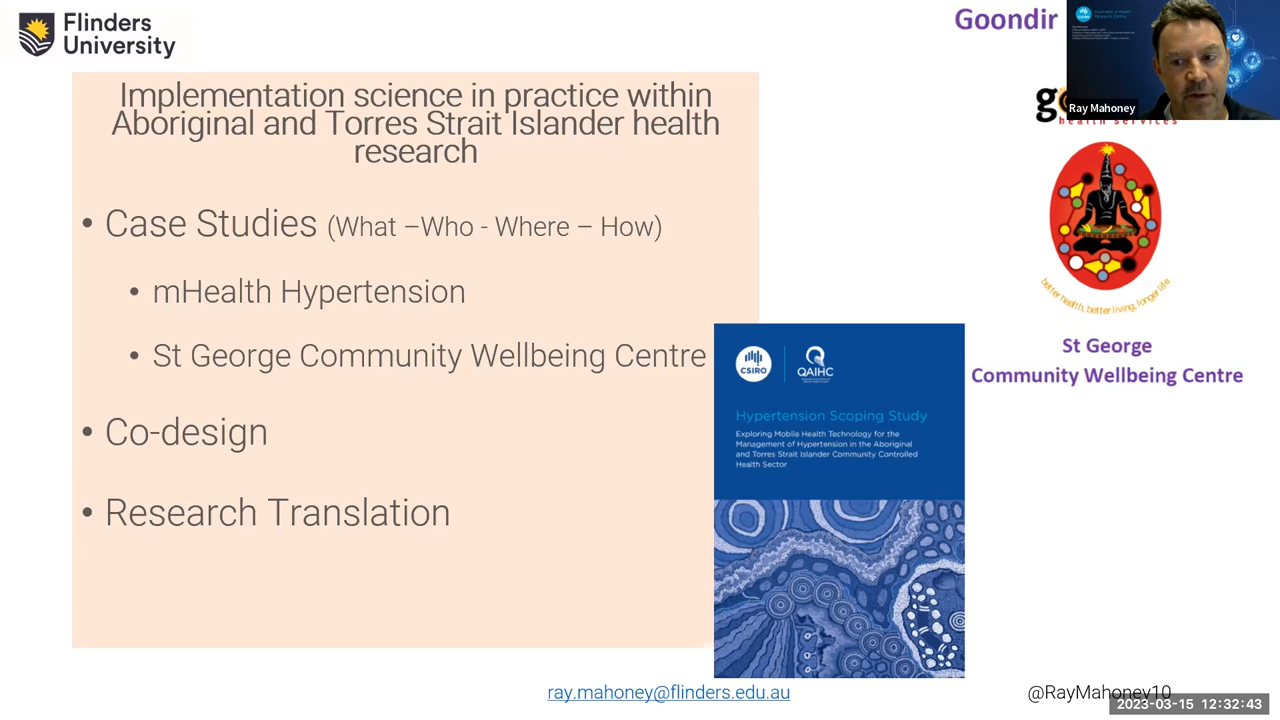 Flinders
University
Goondir
Ray Mahoney
health services
Implementation science in practice within
Aboriginal and Torres Strait Islander health
research
• Case Studies (What –Who - Where – How)
• mHealth Hypertension
• St George Community Wellbeing Centre
• Co-design
• Research Translation
better health, better living, longer life
St George
Community Wellbeing Centre
CSIRO
QAIHC
Hypertension Scoping Study
Exploring Mobile Health Technology for the
Management of Hypertension in the Aboriginal
and Torres Strait Islander Community Controlled
Health Sector
ray.mahoney@flinders.edu.au
@RayMahoney10
2023-03-15 12:32:43